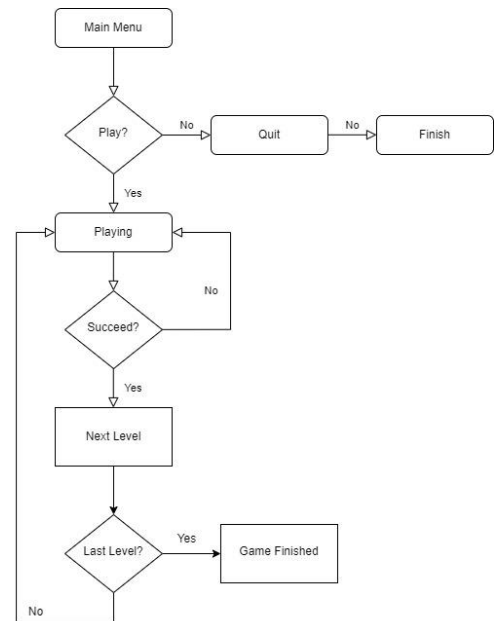 Main Menu
Play?
No
Quit
No
Finish
Yes
Playing
No
Succeed?
Yes
Next Level
Last Level?
Yes
Game Finished
No